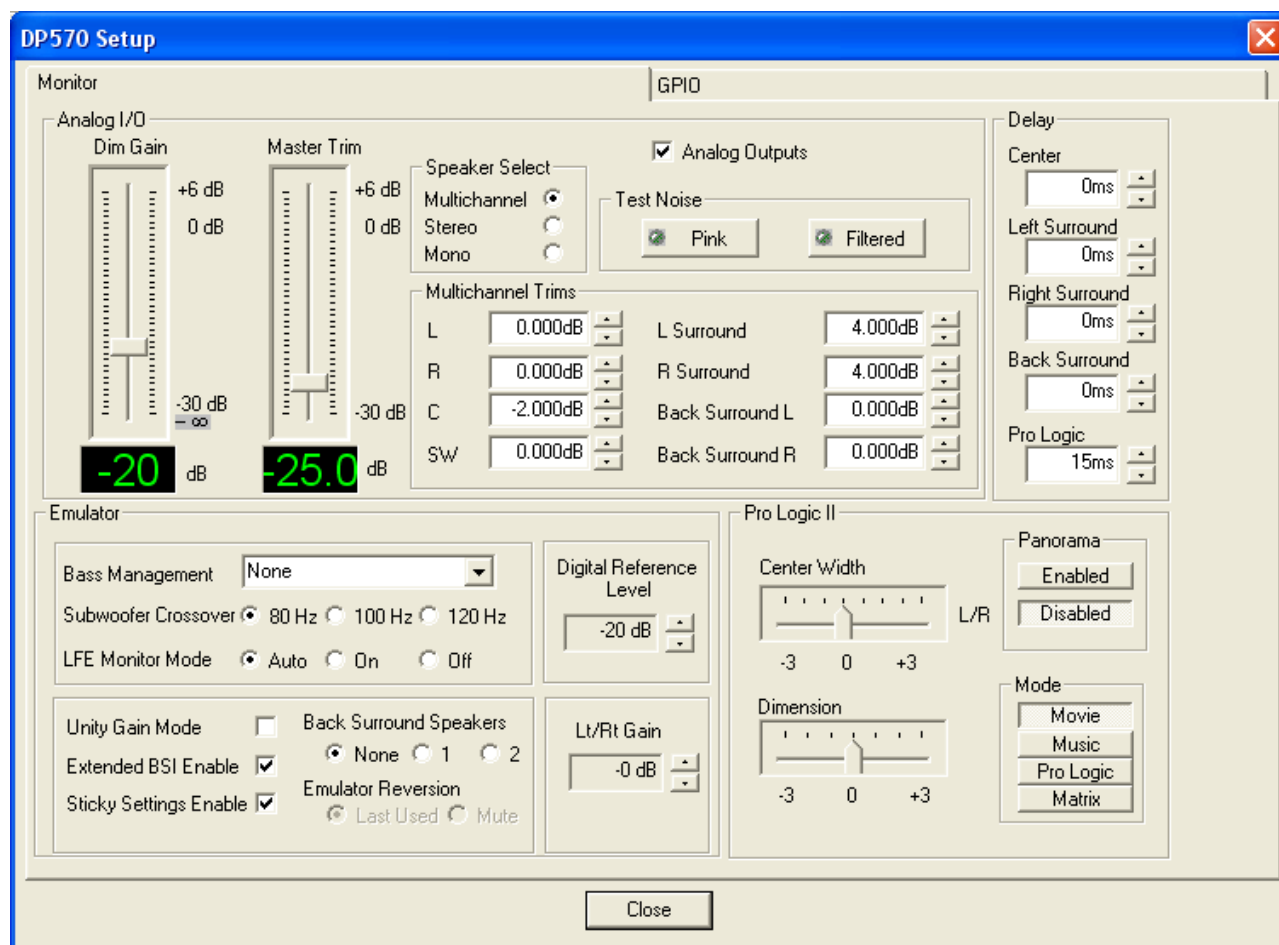 DP570 Setup
Monitor
GPIO
Analog I/O
Dim Gain
+6 dB
0 dB
-30 dB
- ∞
-20 dB
Master Trim
+6 dB
0 dB
-30 dB
-25.0 dB
Speaker Select
Multichannel
Stereo
Mono
Analog Outputs
Test Noise
Pink
Filtered
Multichannel Trims
L 0.000dB
R 0.000dB
C -2.000dB
SW 0.000dB
L Surround 4.000dB
R Surround 4.000dB
Back Surround L 0.000dB
Back Surround R 0.000dB
Delay
Center
0ms
Left Surround
0ms
Right Surround
0ms
Back Surround
0ms
Pro Logic
15ms
Emulator
Bass Management None
Subwoofer Crossover 80 Hz 100 Hz 120 Hz
LFE Monitor Mode Auto On Off
Digital Reference
Level
-20 dB
Unity Gain Mode
Extended BSI Enable
Sticky Settings Enable
Back Surround Speakers
None 1 2
Emulator Reversion
Last Used Mute
Lt/Rt Gain
-0 dB
Pro Logic II
Center Width
L/R
-3 0 +3
Dimension
-3 0 +3
Panorama
Enabled
Disabled
Mode
Movie
Music
Pro Logic
Matrix
Close